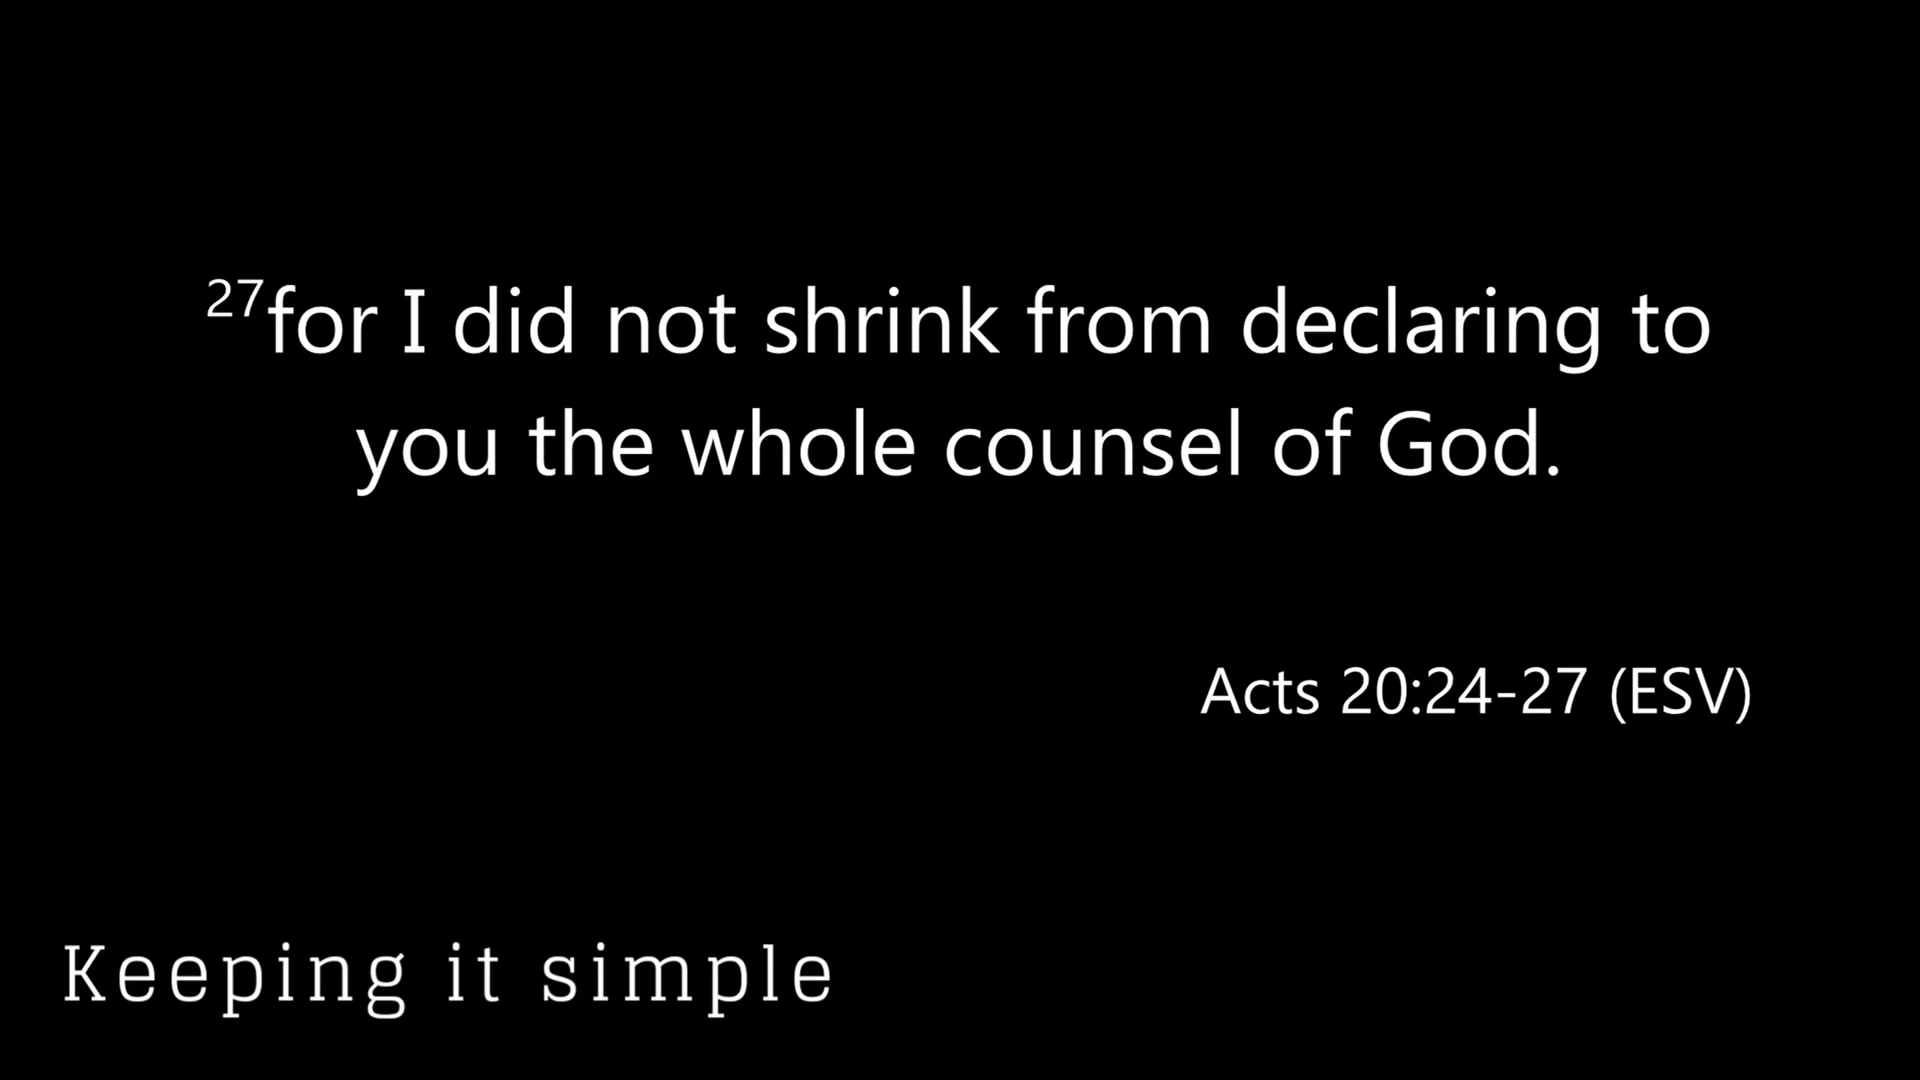 27for I did not shrink from declaring to
you the whole counsel of God.
Acts 20:24-27 (ESV)
Keeping it simple